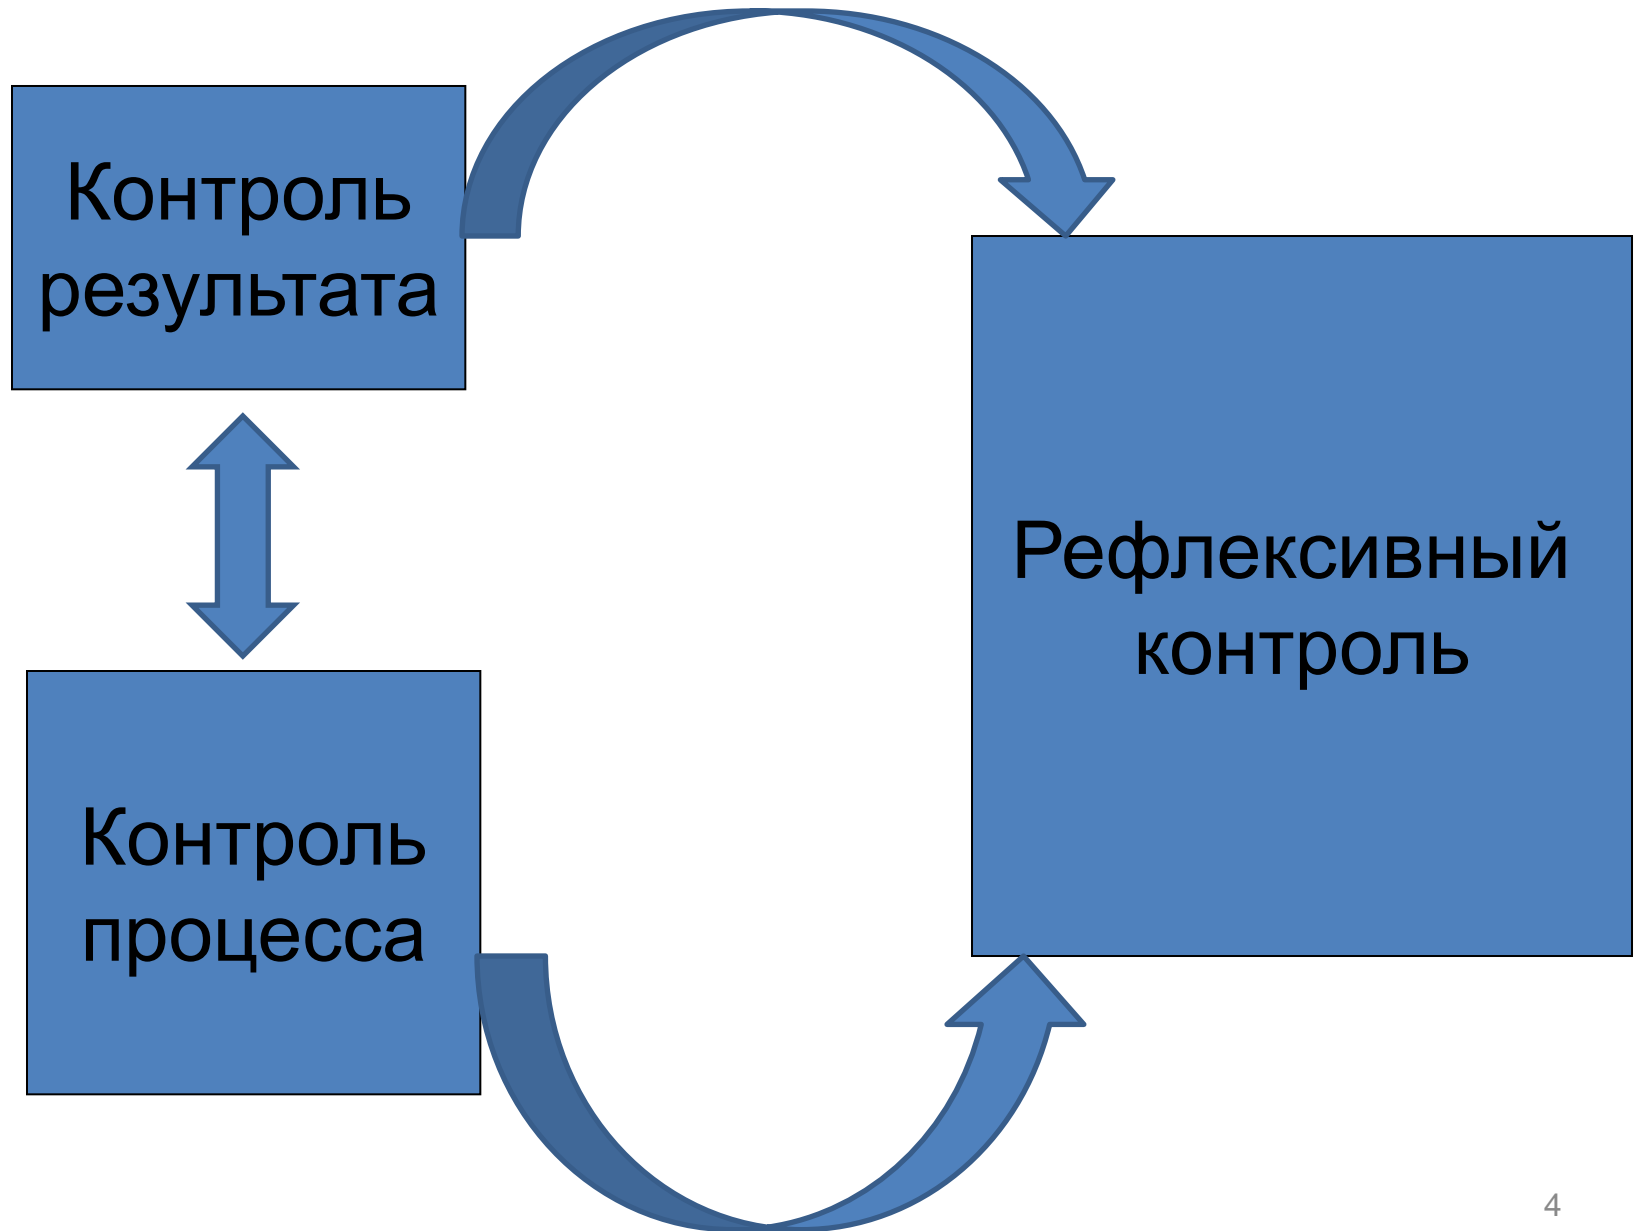 Контроль
результата
Рефлексивный
контроль
Контроль
процесса
4